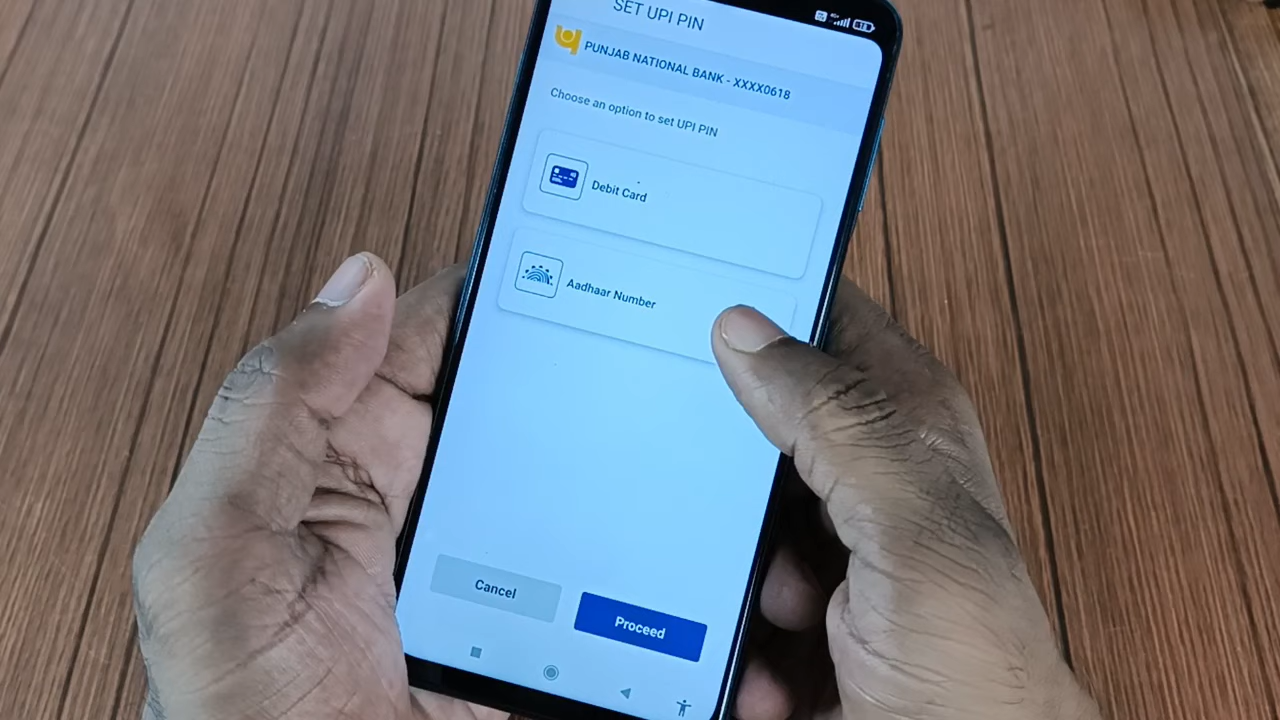 SET UPI PIN
PUNJAB NATIONAL BANK - XXXX0618
Choose an option to set UPI PIN
Debit Card
Aadhaar Number
Cancel
Proceed